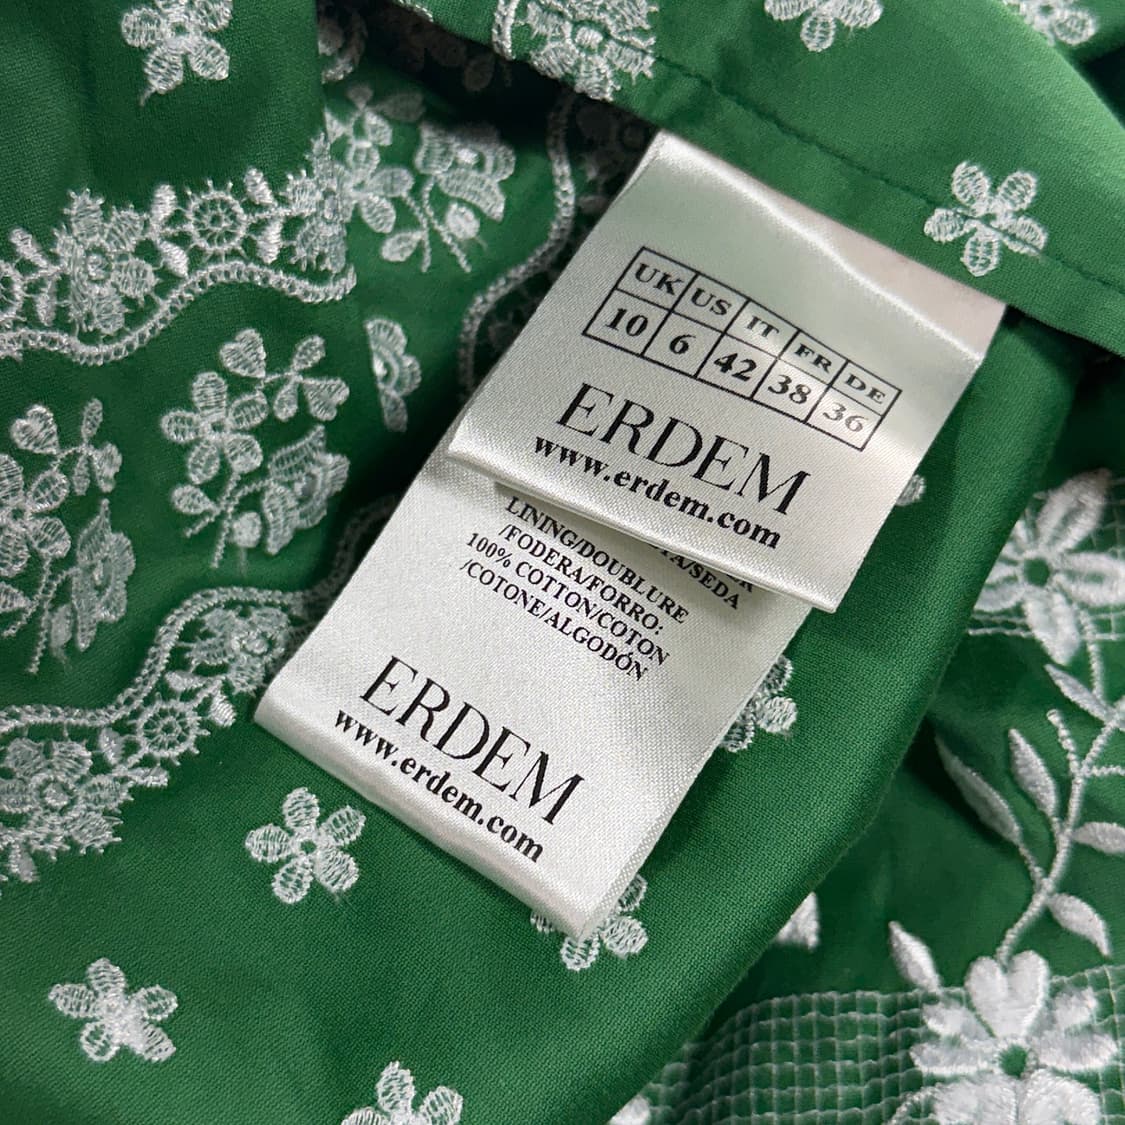 UK US IT FR DE
10 6 42 38 36
ERDEM
www.erdem.com
/SEDA
LINING/DOUBLURE
/FODERA/FORRO:
100% COTTON/COTON
/COTONE/ALGODÓN
ERDEM
www.erdem.com